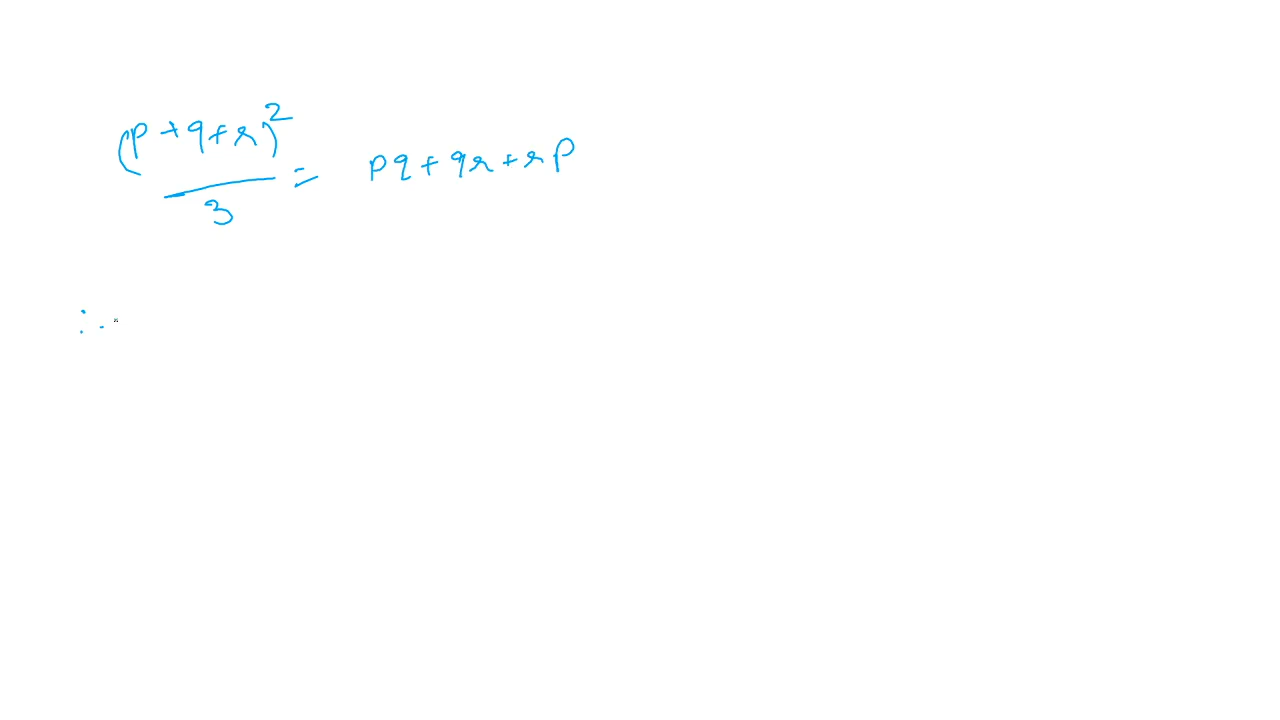 (p+q+r)²/3 = pq+qr+rp
∴